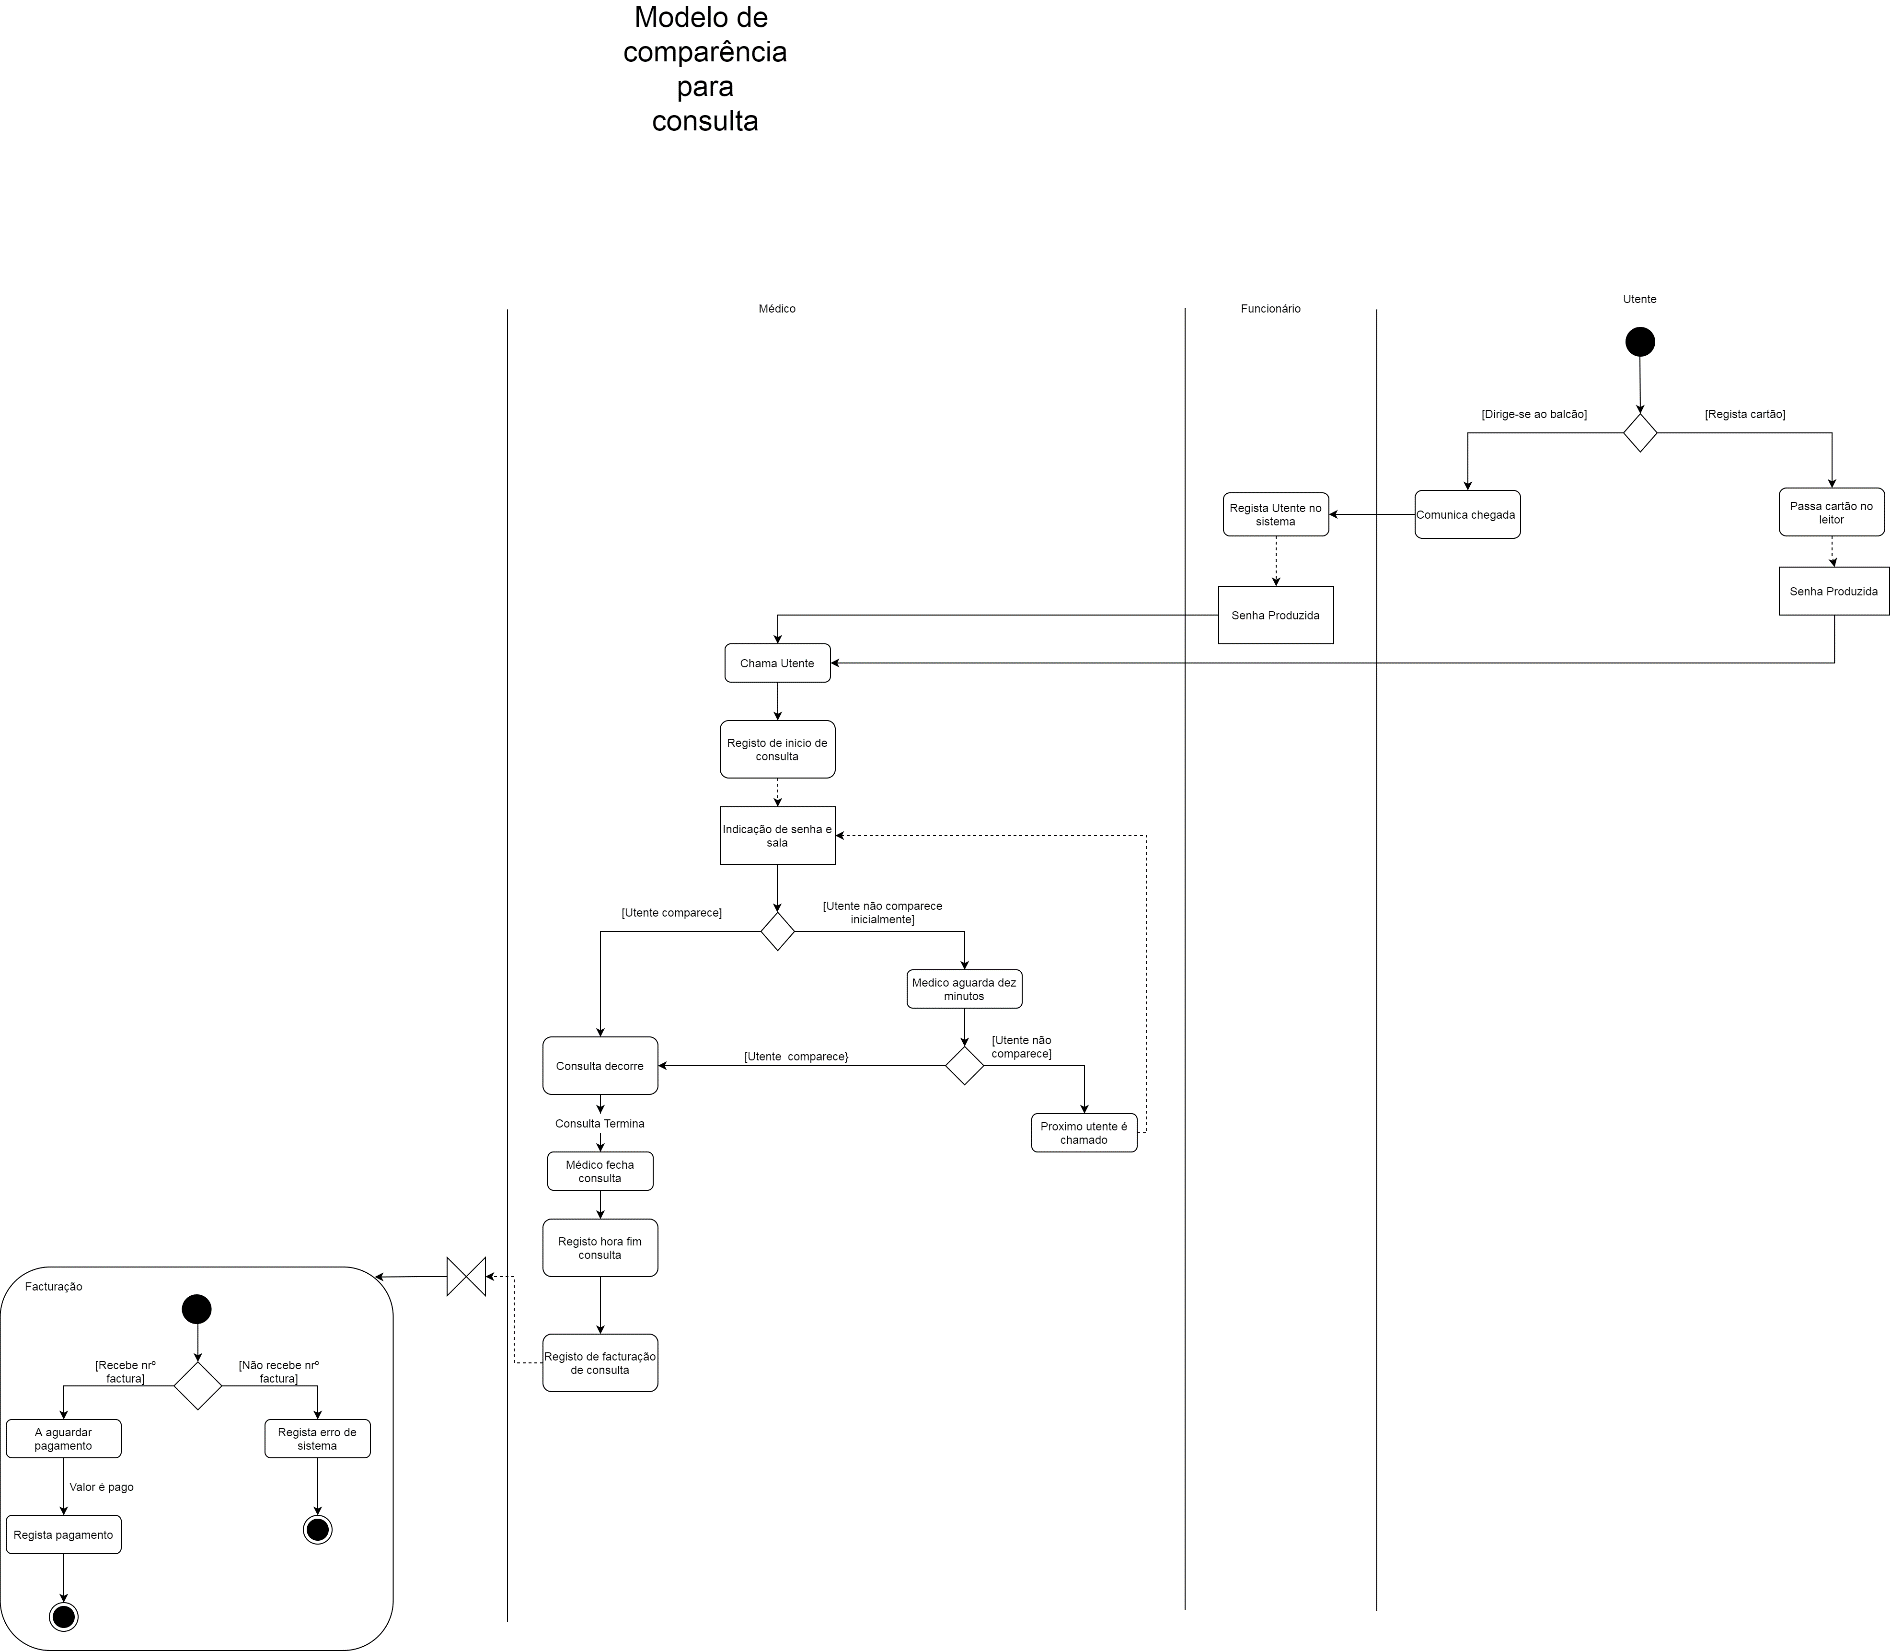 Modelo de
comparência
para
consulta
Médico
Funcionário
Utente
[Dirige-se ao balcão]
[Regista cartão]
Regista Utente no
sistema
Comunica chegada
Passa cartão no
leitor
Senha Produzida
Senha Produzida
Chama Utente
Registo de inicio de
consulta
Indicação de senha e
sala
[Utente comparece]
[Utente não comparece
inicialmente]
Medico aguarda dez
minutos
[Utente  comparece}
[Utente não
comparece]
Consulta decorre
Proximo utente é
chamado
Consulta Termina
Médico fecha
consulta
Registo hora fim
consulta
Registo de facturação
de consulta
Facturação
[Recebe nrº
factura]
[Não recebe nrº
factura]
A aguardar
pagamento
Regista erro de
sistema
Valor é pago
Regista pagamento